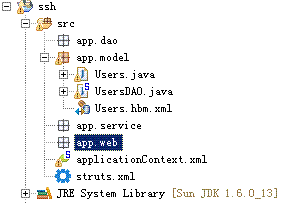 ssh
src
app.dao
app.model
Users.java
UsersDAO.java
Users.hbm.xml
app.service
app.web
applicationContext.xml
struts.xml
JRE System Library [Sun JDK 1.6.0_13]